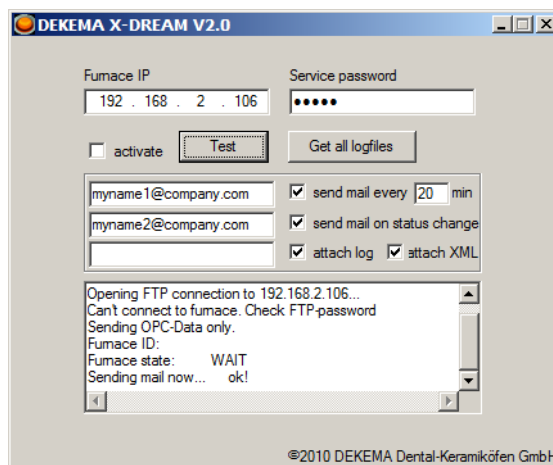 DEKEMA X-DREAM V2.0
Furnace IP Service password
192 . 168 . 2 . 106 •••••
activate Test Get all logfiles
myname1@company.com send mail every 20 min
myname2@company.com send mail on status change
attach log attach XML
Opening FTP connection to 192.168.2.106...
Can't connect to furnace. Check FTP-password
Sending OPC-Data only.
Furnace ID:
Furnace state: WAIT
Sending mail now... ok!
©2010 DEKEMA Dental-Keramiköfen GmbH